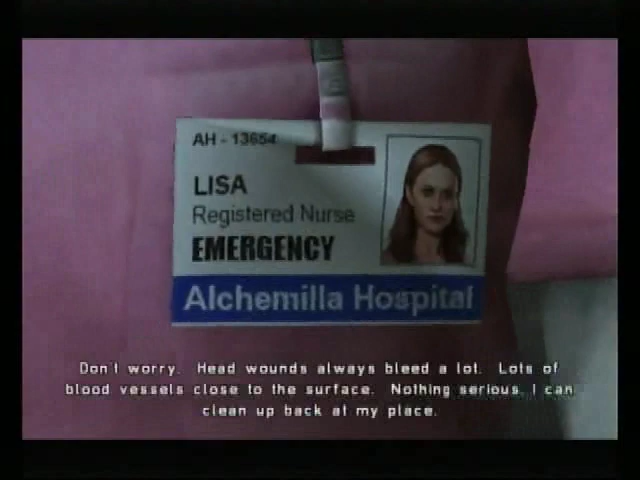 AH - 13654
LISA
Registered Nurse
EMERGENCY
Alchemilla Hospital
Don't worry. Head wounds always bleed a lot. Lots of
blood vessels close to the surface. Nothing serious. I can
clean up back at my place.